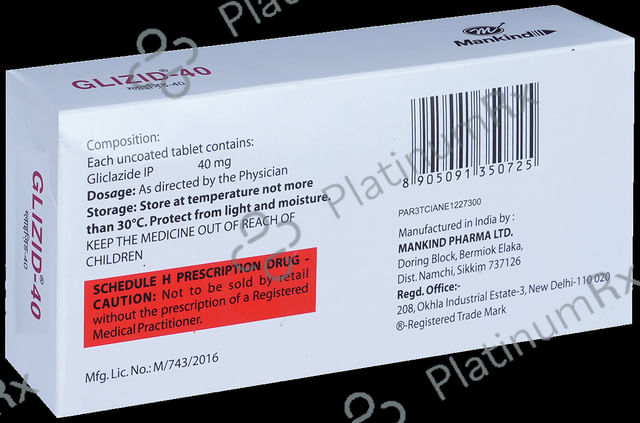 GLIZID®-40
Mankind
Composition:
Each uncoated tablet contains:
Gliclazide IP 40 mg
Dosage: As directed by the Physician
Storage: Store at temperature not more
than 30°C. Protect from light and moisture.
KEEP THE MEDICINE OUT OF REACH OF
CHILDREN
SCHEDULE H PRESCRIPTION DRUG -
CAUTION: Not to be sold by retail
without the prescription of a Registered
Medical Practitioner.
Mfg. Lic. No.: M/743/2016
8 905091 350725
PAR3TCIANE1227300
Manufactured in India by :
MANKIND PHARMA LTD.
Doring Block, Bermiok Elaka,
Dist. Namchi, Sikkim 737126
Regd. Office:-
208, Okhla Industrial Estate-3, New Delhi-110 020
®-Registered Trade Mark
GLIZID®-40
PlatinumRx
PlatinumRx
PlatinumRx
Rx